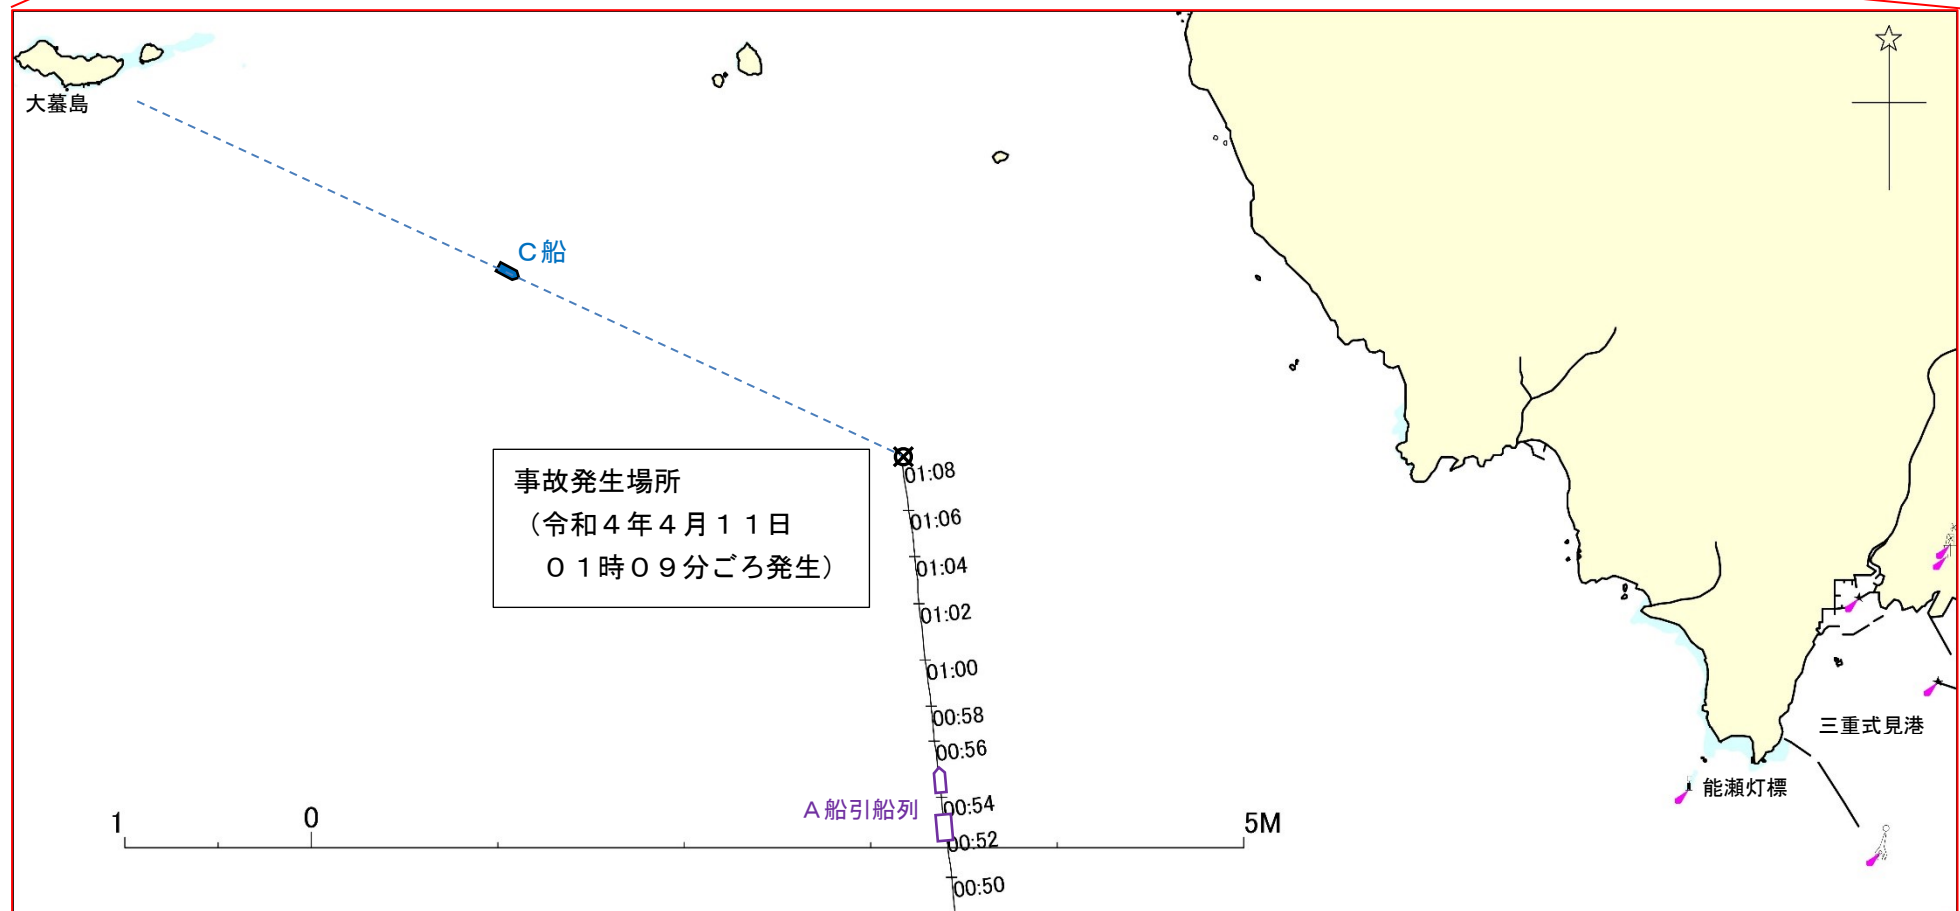 大蟇島
Ｃ船
事故発生場所
（令和４年４月１１日
０１時０９分ごろ発生）
01:08
01:06
01:04
01:02
01:00
00:58
00:56
00:54
00:52
00:50
Ａ船引船列
1
0
5M
三重式見港
能瀬灯標